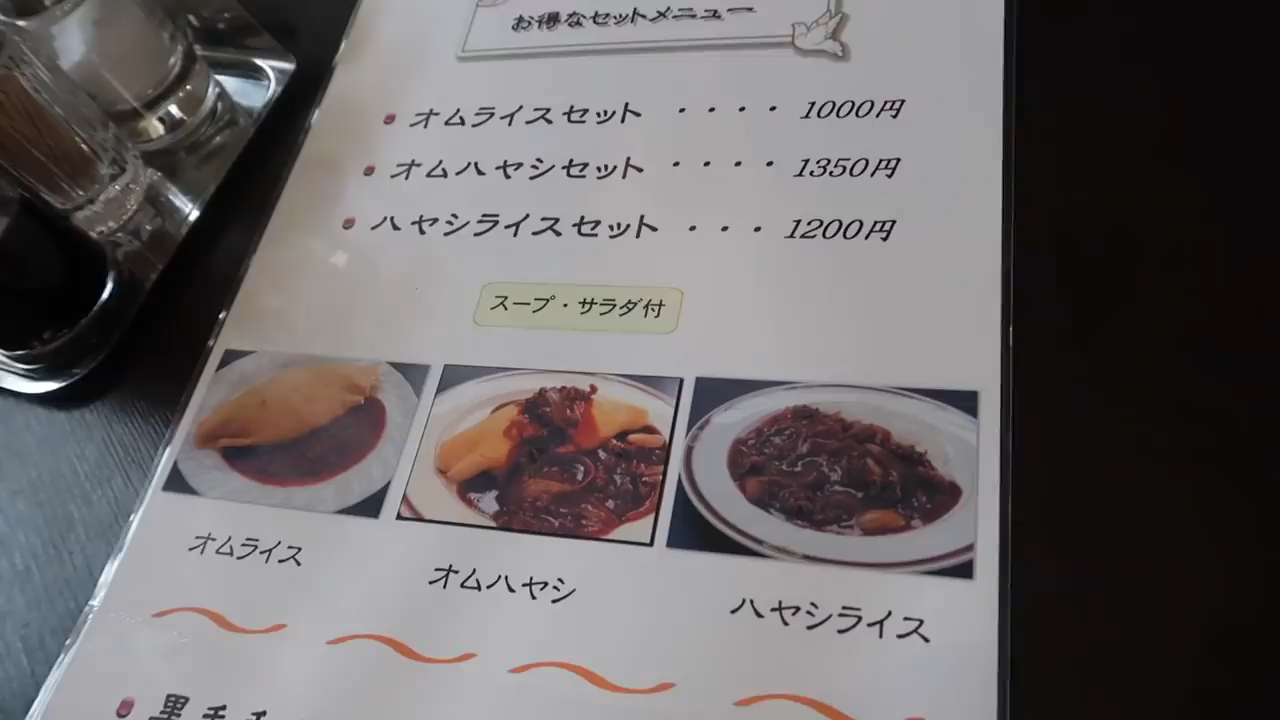 お得なセットメニュー
オムライスセット ・・・・ 1000円
オムハヤシセット ・・・・ 1350円
ハヤシライスセット ・・・ 1200円
スープ・サラダ付
オムライス
オムハヤシ
ハヤシライス